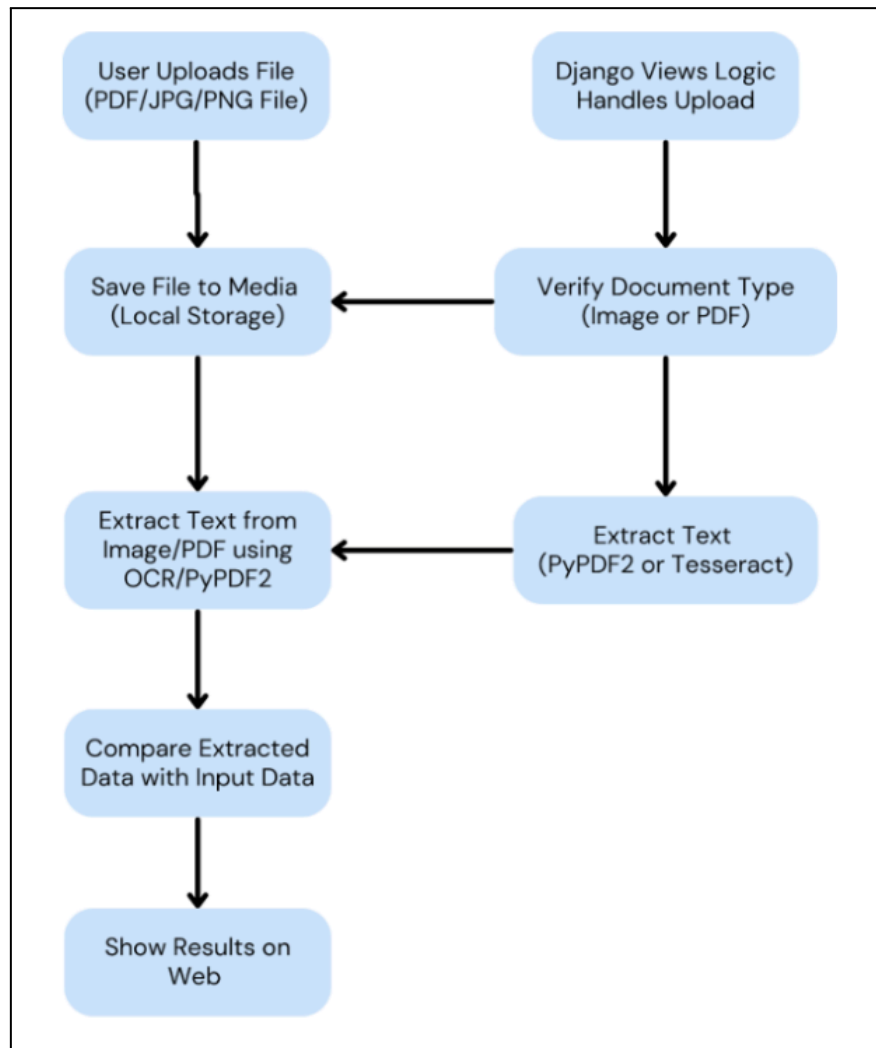 User Uploads File
(PDF/JPG/PNG File)
Django Views Logic
Handles Upload
Save File to Media
(Local Storage)
Verify Document Type
(Image or PDF)
Extract Text from
Image/PDF using
OCR/PyPDF2
Extract Text
(PyPDF2 or Tesseract)
Compare Extracted
Data with Input Data
Show Results on
Web